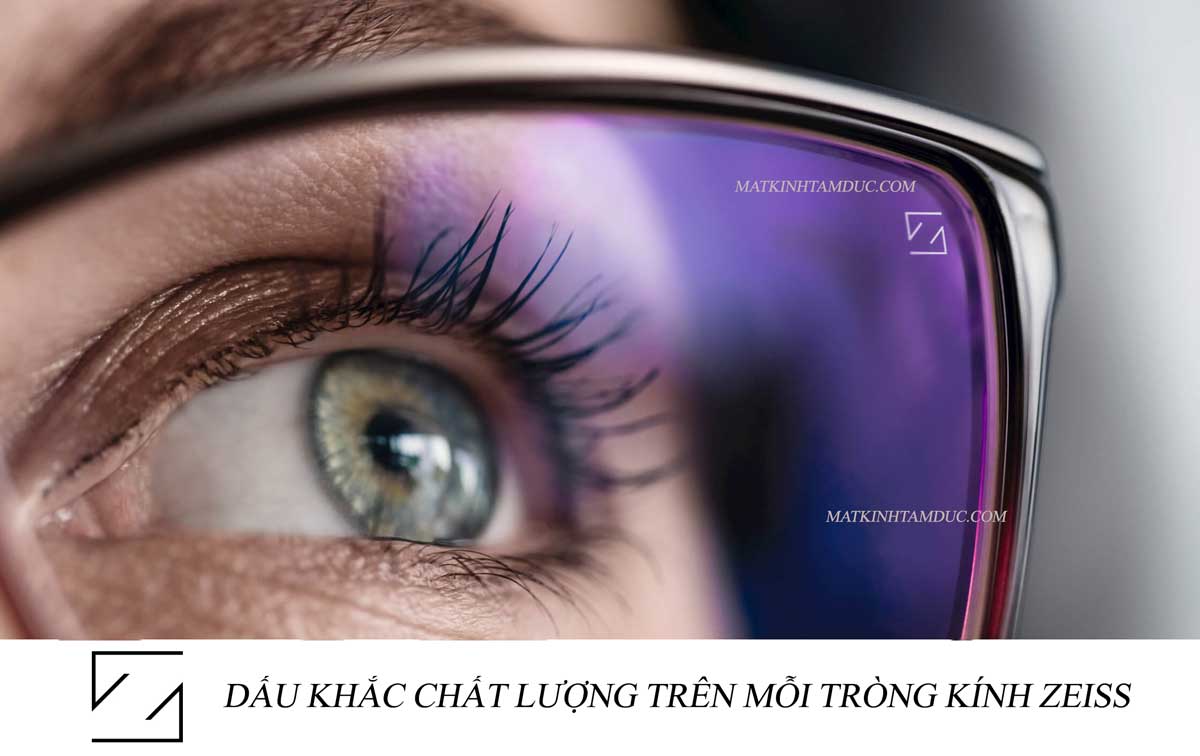 MATKINHTAMDUC.COM
MATKINHTAMDUC.COM
DẤU KHẮC CHẤT LƯỢNG TRÊN MỖI TRÒNG KÍNH ZEISS